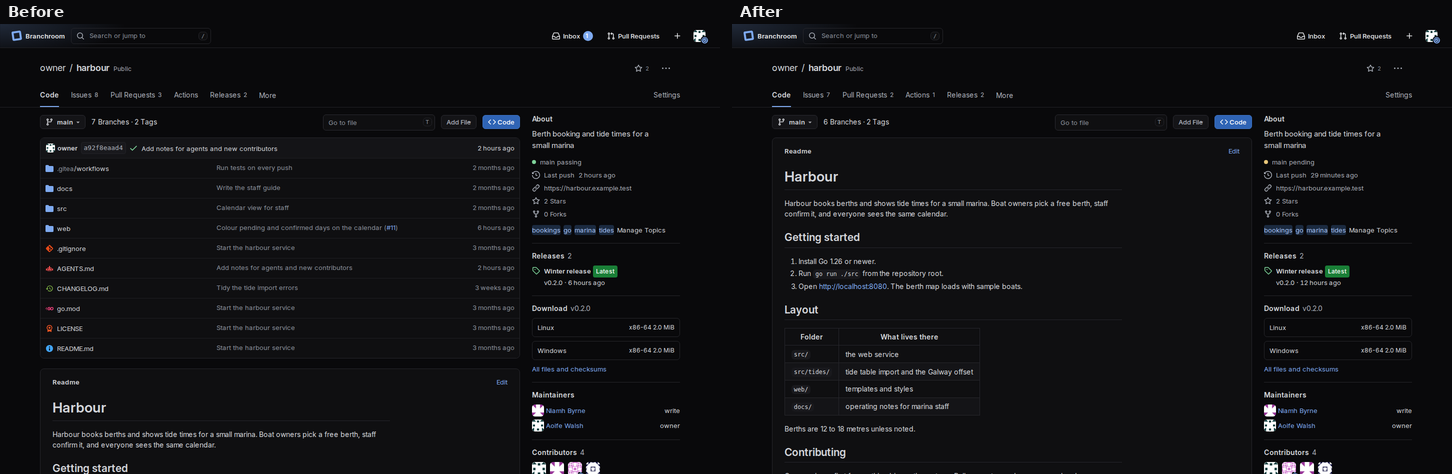 Before
Branchroom
Search or jump to /
Inbox 1
Pull Requests
owner / harbour Public
2
Code Issues 8 Pull Requests 3 Actions Releases 2 More Settings
main 7 Branches · 2 Tags Go to file T Add File Code
owner a92f8eaad4 Add notes for agents and new contributors 2 hours ago
.gitea/workflows Run tests on every push 2 months ago
docs Write the staff guide 2 months ago
src Calendar view for staff 2 months ago
web Colour pending and confirmed days on the calendar (#11) 6 hours ago
.gitignore Start the harbour service 3 months ago
AGENTS.md Add notes for agents and new contributors 2 hours ago
CHANGELOG.md Tidy the tide import errors 3 weeks ago
go.mod Start the harbour service 3 months ago
LICENSE Start the harbour service 3 months ago
README.md Start the harbour service 3 months ago
Readme Edit
Harbour
Harbour books berths and shows tide times for a small marina. Boat owners pick a free berth, staff
confirm it, and everyone sees the same calendar.
Getting started
About
Berth booking and tide times for a
small marina
main passing
Last push 2 hours ago
https://harbour.example.test
2 Stars
0 Forks
bookings go marina tides Manage Topics
Releases 2
Winter release Latest
v0.2.0 · 6 hours ago
Download v0.2.0
Linux x86-64 2.0 MiB
Windows x86-64 2.0 MiB
All files and checksums
Maintainers
Niamh Byrne write
Aoife Walsh owner
Contributors 4
After
Branchroom
Search or jump to /
Inbox
Pull Requests
owner / harbour Public
2
Code Issues 7 Pull Requests 2 Actions 1 Releases 2 More Settings
main 6 Branches · 2 Tags Go to file T Add File Code
Readme Edit
Harbour
Harbour books berths and shows tide times for a small marina. Boat owners pick a free berth, staff
confirm it, and everyone sees the same calendar.
Getting started
1. Install Go 1.26 or newer.
2. Run go run ./src from the repository root.
3. Open http://localhost:8080. The berth map loads with sample boats.
Layout
Folder What lives there
src/ the web service
src/tides/ tide table import and the Galway offset
web/ templates and styles
docs/ operating notes for marina staff
Berths are 12 to 18 metres unless noted.
Contributing
About
Berth booking and tide times for a
small marina
main pending
Last push 29 minutes ago
https://harbour.example.test
2 Stars
0 Forks
bookings go marina tides Manage Topics
Releases 2
Winter release Latest
v0.2.0 · 12 hours ago
Download v0.2.0
Linux x86-64 2.0 MiB
Windows x86-64 2.0 MiB
All files and checksums
Maintainers
Niamh Byrne write
Aoife Walsh owner
Contributors 4